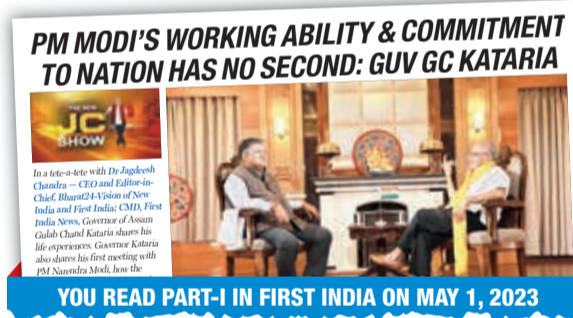 PM MODI'S WORKING ABILITY & COMMITMENT
TO NATION HAS NO SECOND: GUV GC KATARIA
THE NEW
JC
SHOW
In a tete-a-tete with Dr Jagdeesh
Chandra — CEO and Editor-in-
Chief, Bharat24-Vision of New
India and First India; CMD, First
India News, Governor of Assam
Gulab Chand Kataria shares his
life experiences. Governor Kataria
also shares his first meeting with
PM Narendra Modi, how the
YOU READ PART-I IN FIRST INDIA ON MAY 1, 2023